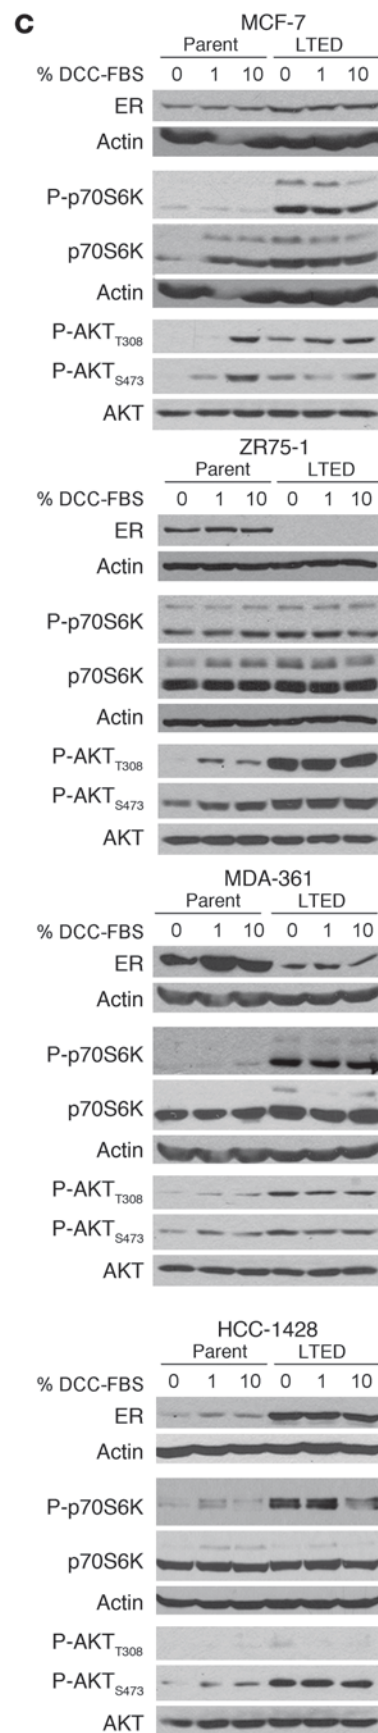 C
MCF-7
Parent LTED
% DCC-FBS 0 1 10 0 1 10
ER
Actin
P-p70S6K
p70S6K
Actin
P-AKT T308
P-AKT S473
AKT
ZR75-1
Parent LTED
% DCC-FBS 0 1 10 0 1 10
ER
Actin
P-p70S6K
p70S6K
Actin
P-AKT T308
P-AKT S473
AKT
MDA-361
Parent LTED
% DCC-FBS 0 1 10 0 1 10
ER
Actin
P-p70S6K
p70S6K
Actin
P-AKT T308
P-AKT S473
AKT
HCC-1428
Parent LTED
% DCC-FBS 0 1 10 0 1 10
ER
Actin
P-p70S6K
p70S6K
Actin
P-AKT T308
P-AKT S473
AKT